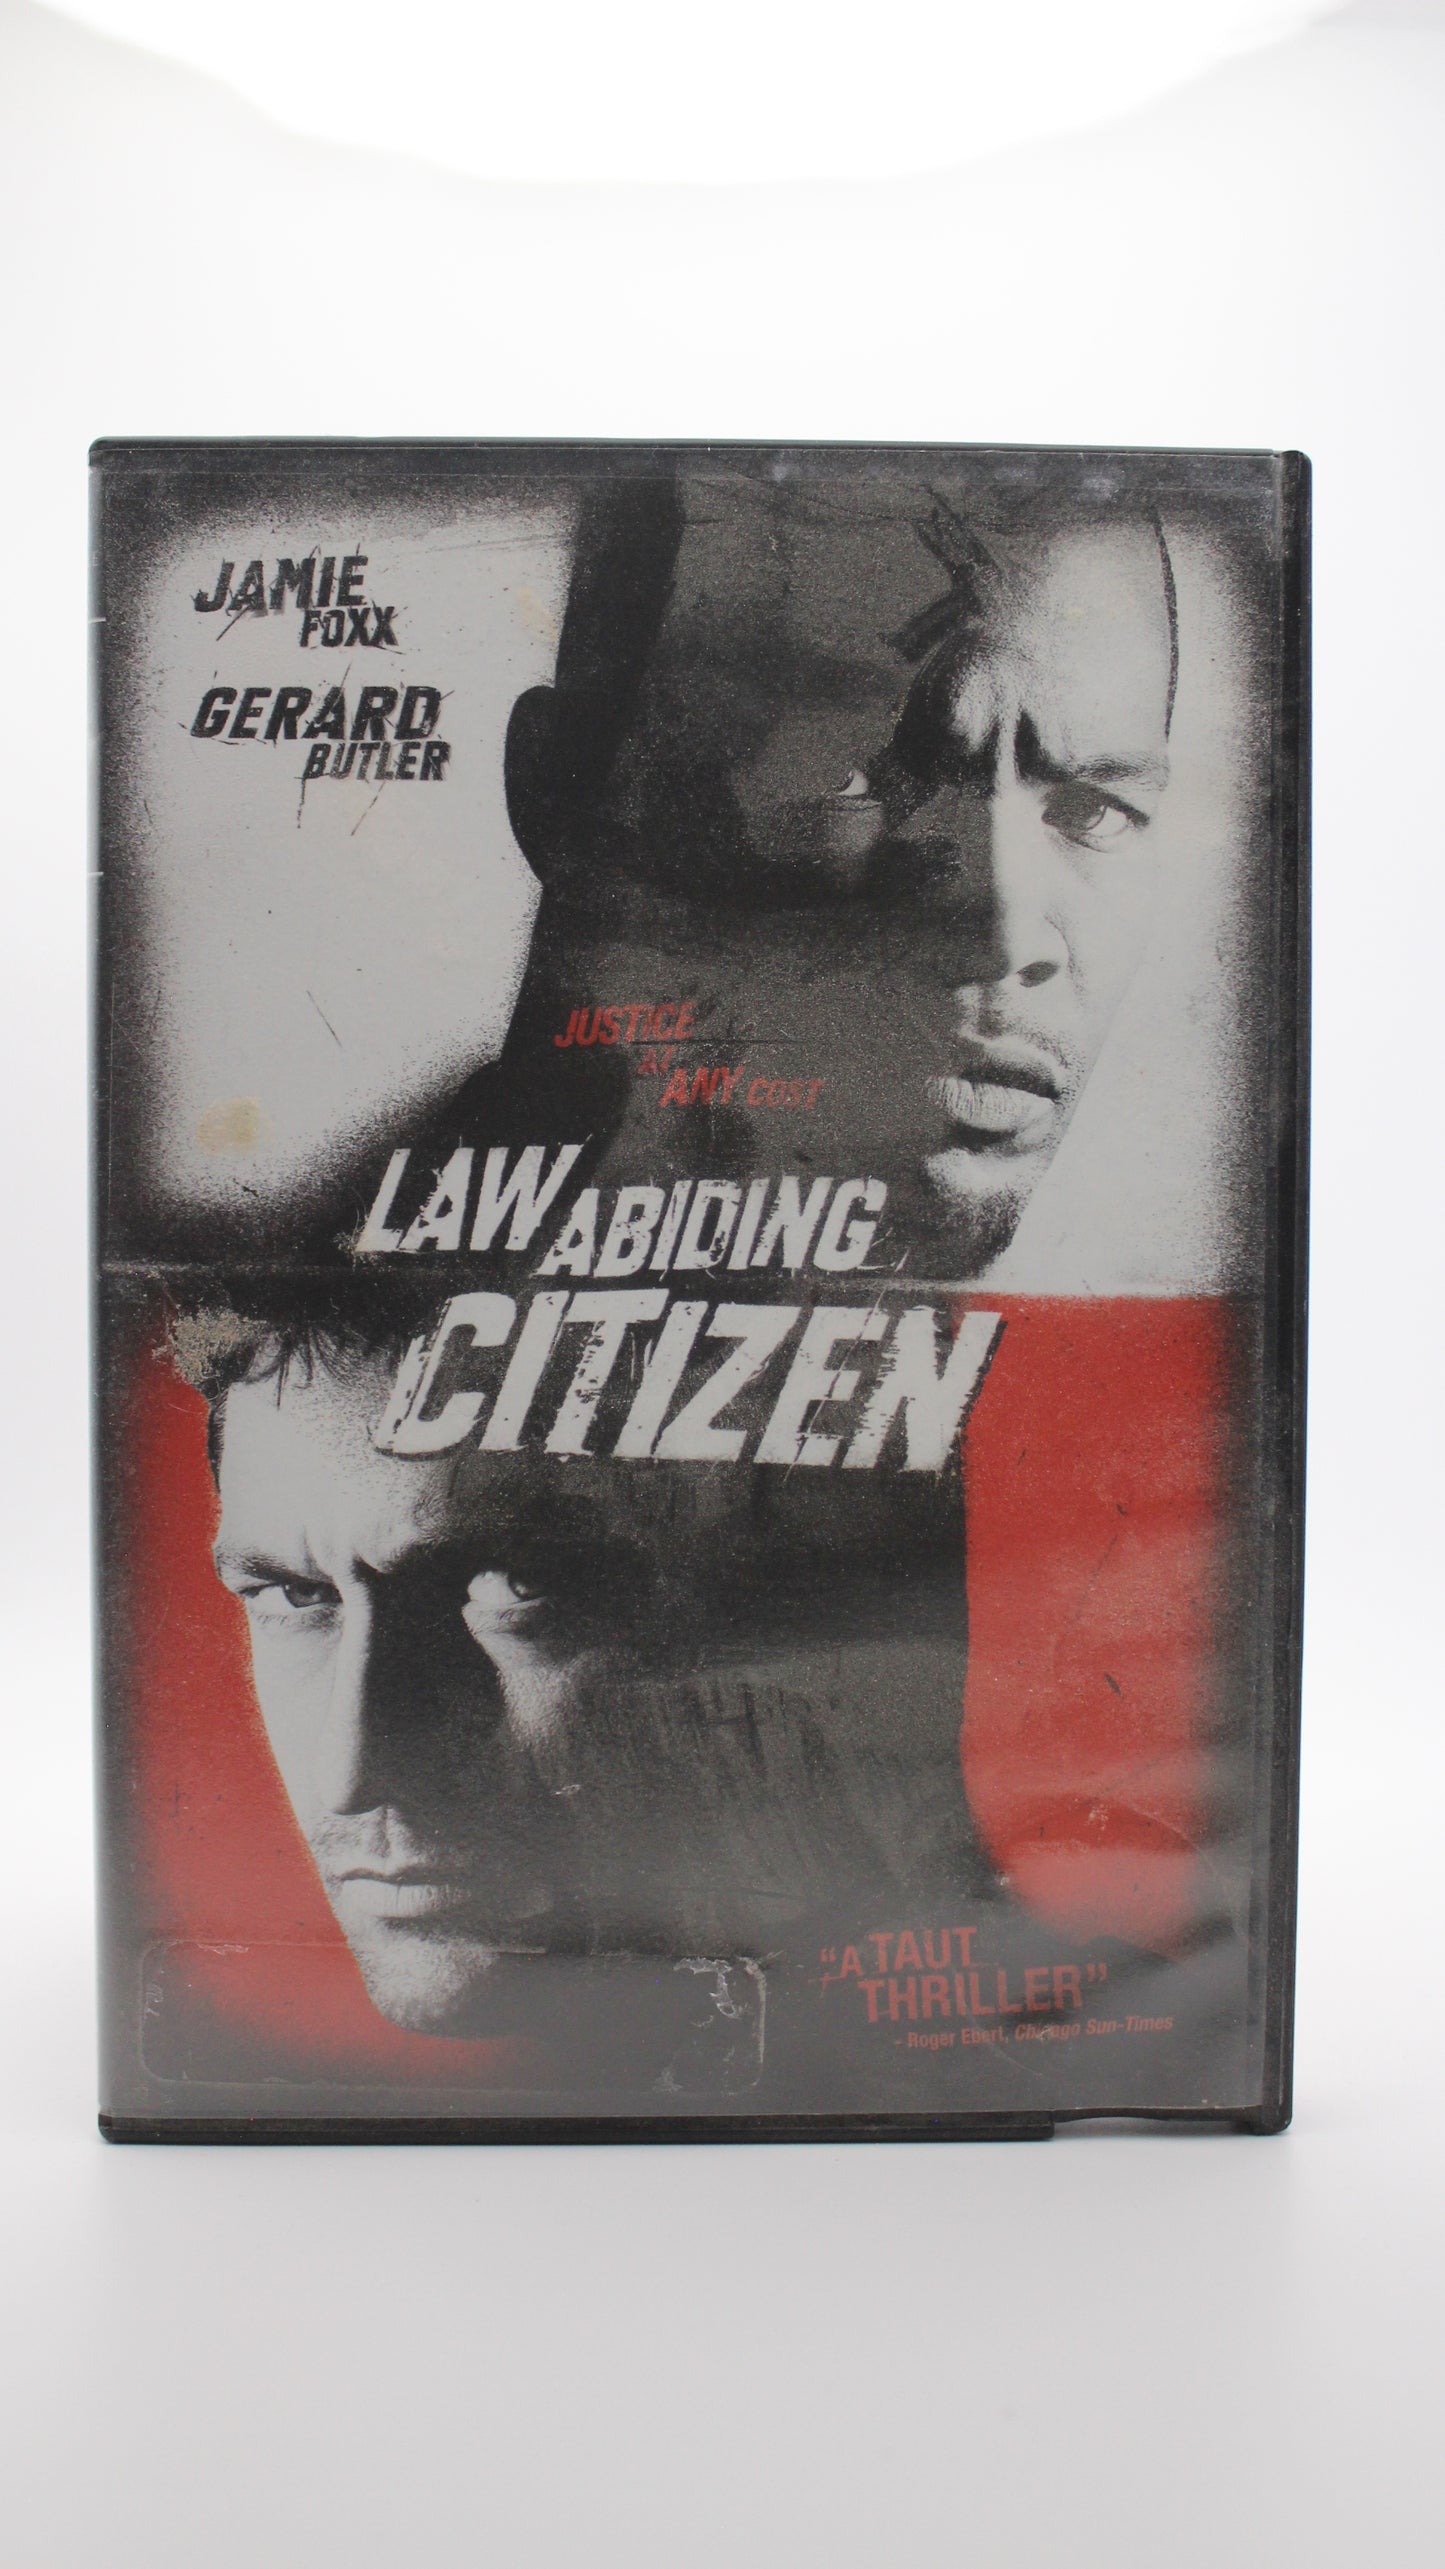 JAMIE
FOXX
GERARD
BUTLER
JUSTICE
AT
ANY COST
LAW ABIDING
CITIZEN
"A TAUT
THRILLER"
- Roger Ebert, Chicago Sun-Times